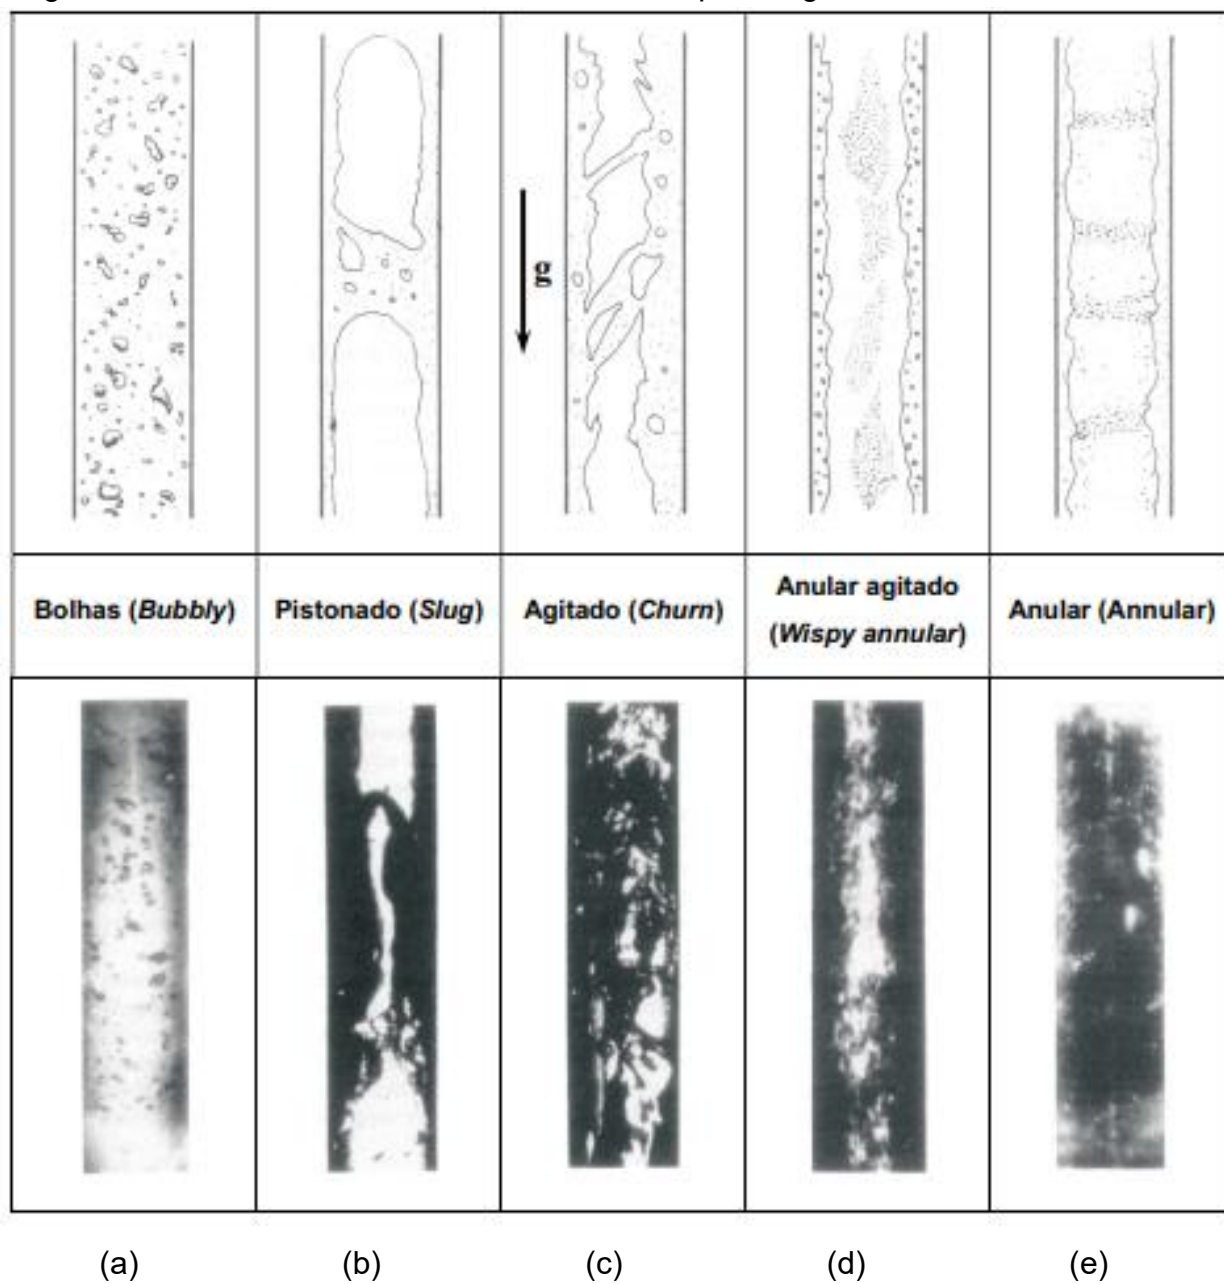 g
Bolhas (Bubbly)
Pistonado (Slug)
Agitado (Churn)
Anular agitado
(Wispy annular)
Anular (Annular)
(a)
(b)
(c)
(d)
(e)